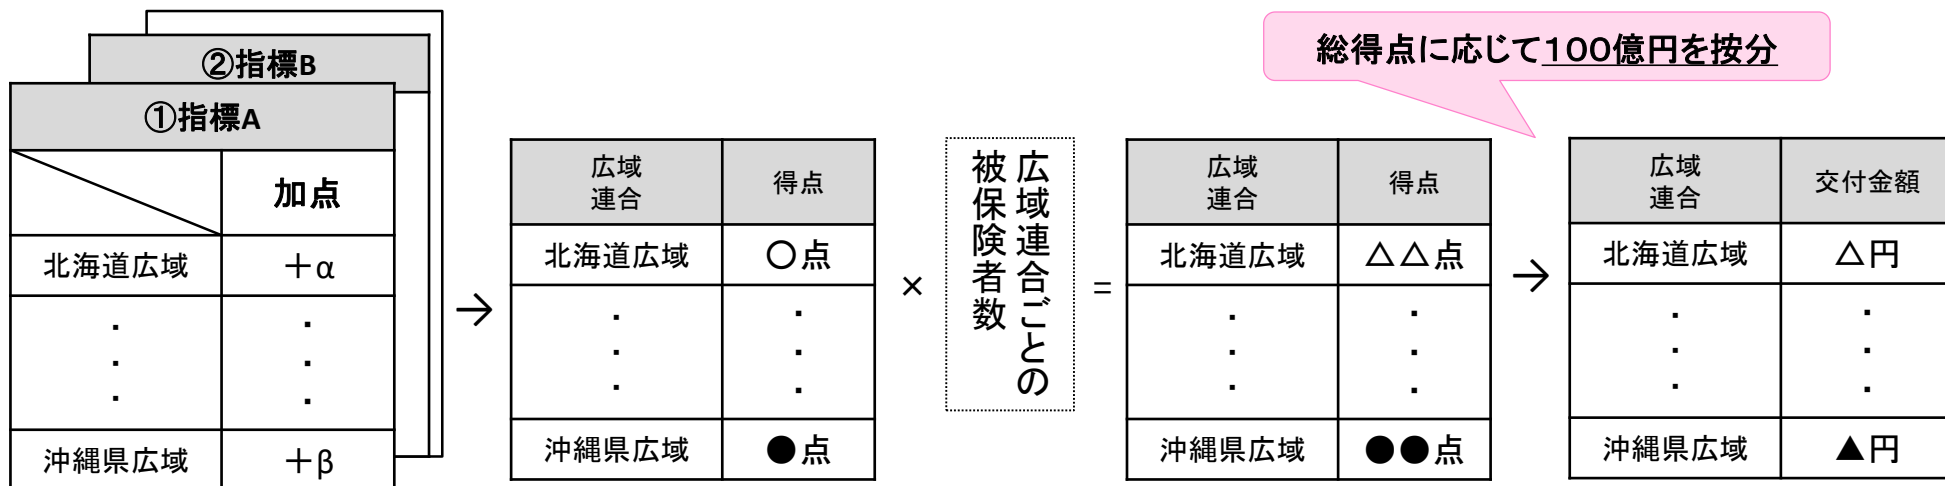 ②指標B
①指標A
加点
北海道広域
+α
・
・
・
・
・
・
沖縄県広域
+β
→
広域
連合
得点
北海道広域
〇点
・
・
・
・
・
・
沖縄県広域
●点
×
広域連合ごとの
被保険者数
=
広域
連合
得点
北海道広域
△△点
・
・
・
・
・
・
沖縄県広域
●●点
→
総得点に応じて100億円を按分
広域
連合
交付金額
北海道広域
△円
・
・
・
・
・
・
沖縄県広域
▲円